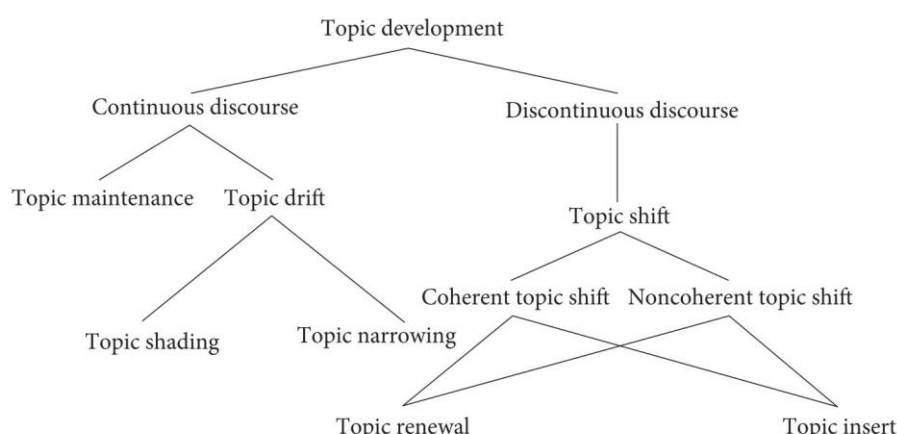 Topic development
Continuous discourse
Discontinuous discourse
Topic maintenance
Topic drift
Topic shift
Coherent topic shift
Noncoherent topic shift
Topic shading
Topic narrowing
Topic renewal
Topic insert